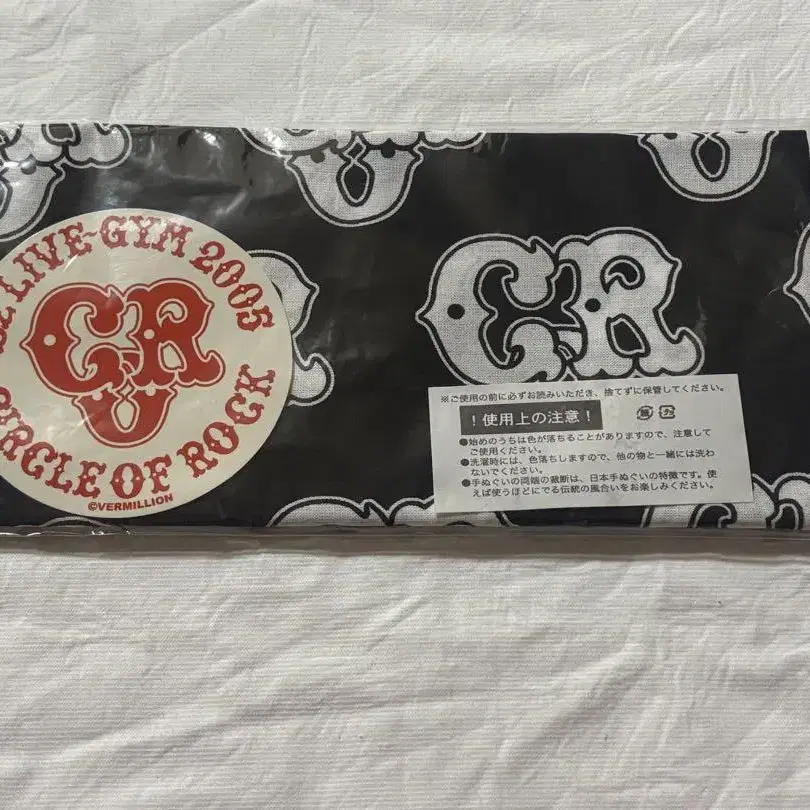 LIVE-GYM 2005
CR
CIRCLE OF ROCK
©VERMILLION
CR
※ご使用の前に必ずお読みいただき、捨てずに保管してください。
！使用上の注意！
●始めのうちは色が落ちることがありますので、注意して
ご使用ください。
●洗濯時には、色落ちしますので、他の物と一緒には洗わ
ないでください。
●手ぬぐいの両端の裁断は、日本手ぬぐいの特徴です。使
えば使うほどにでる伝統の風合いをお楽しみください。